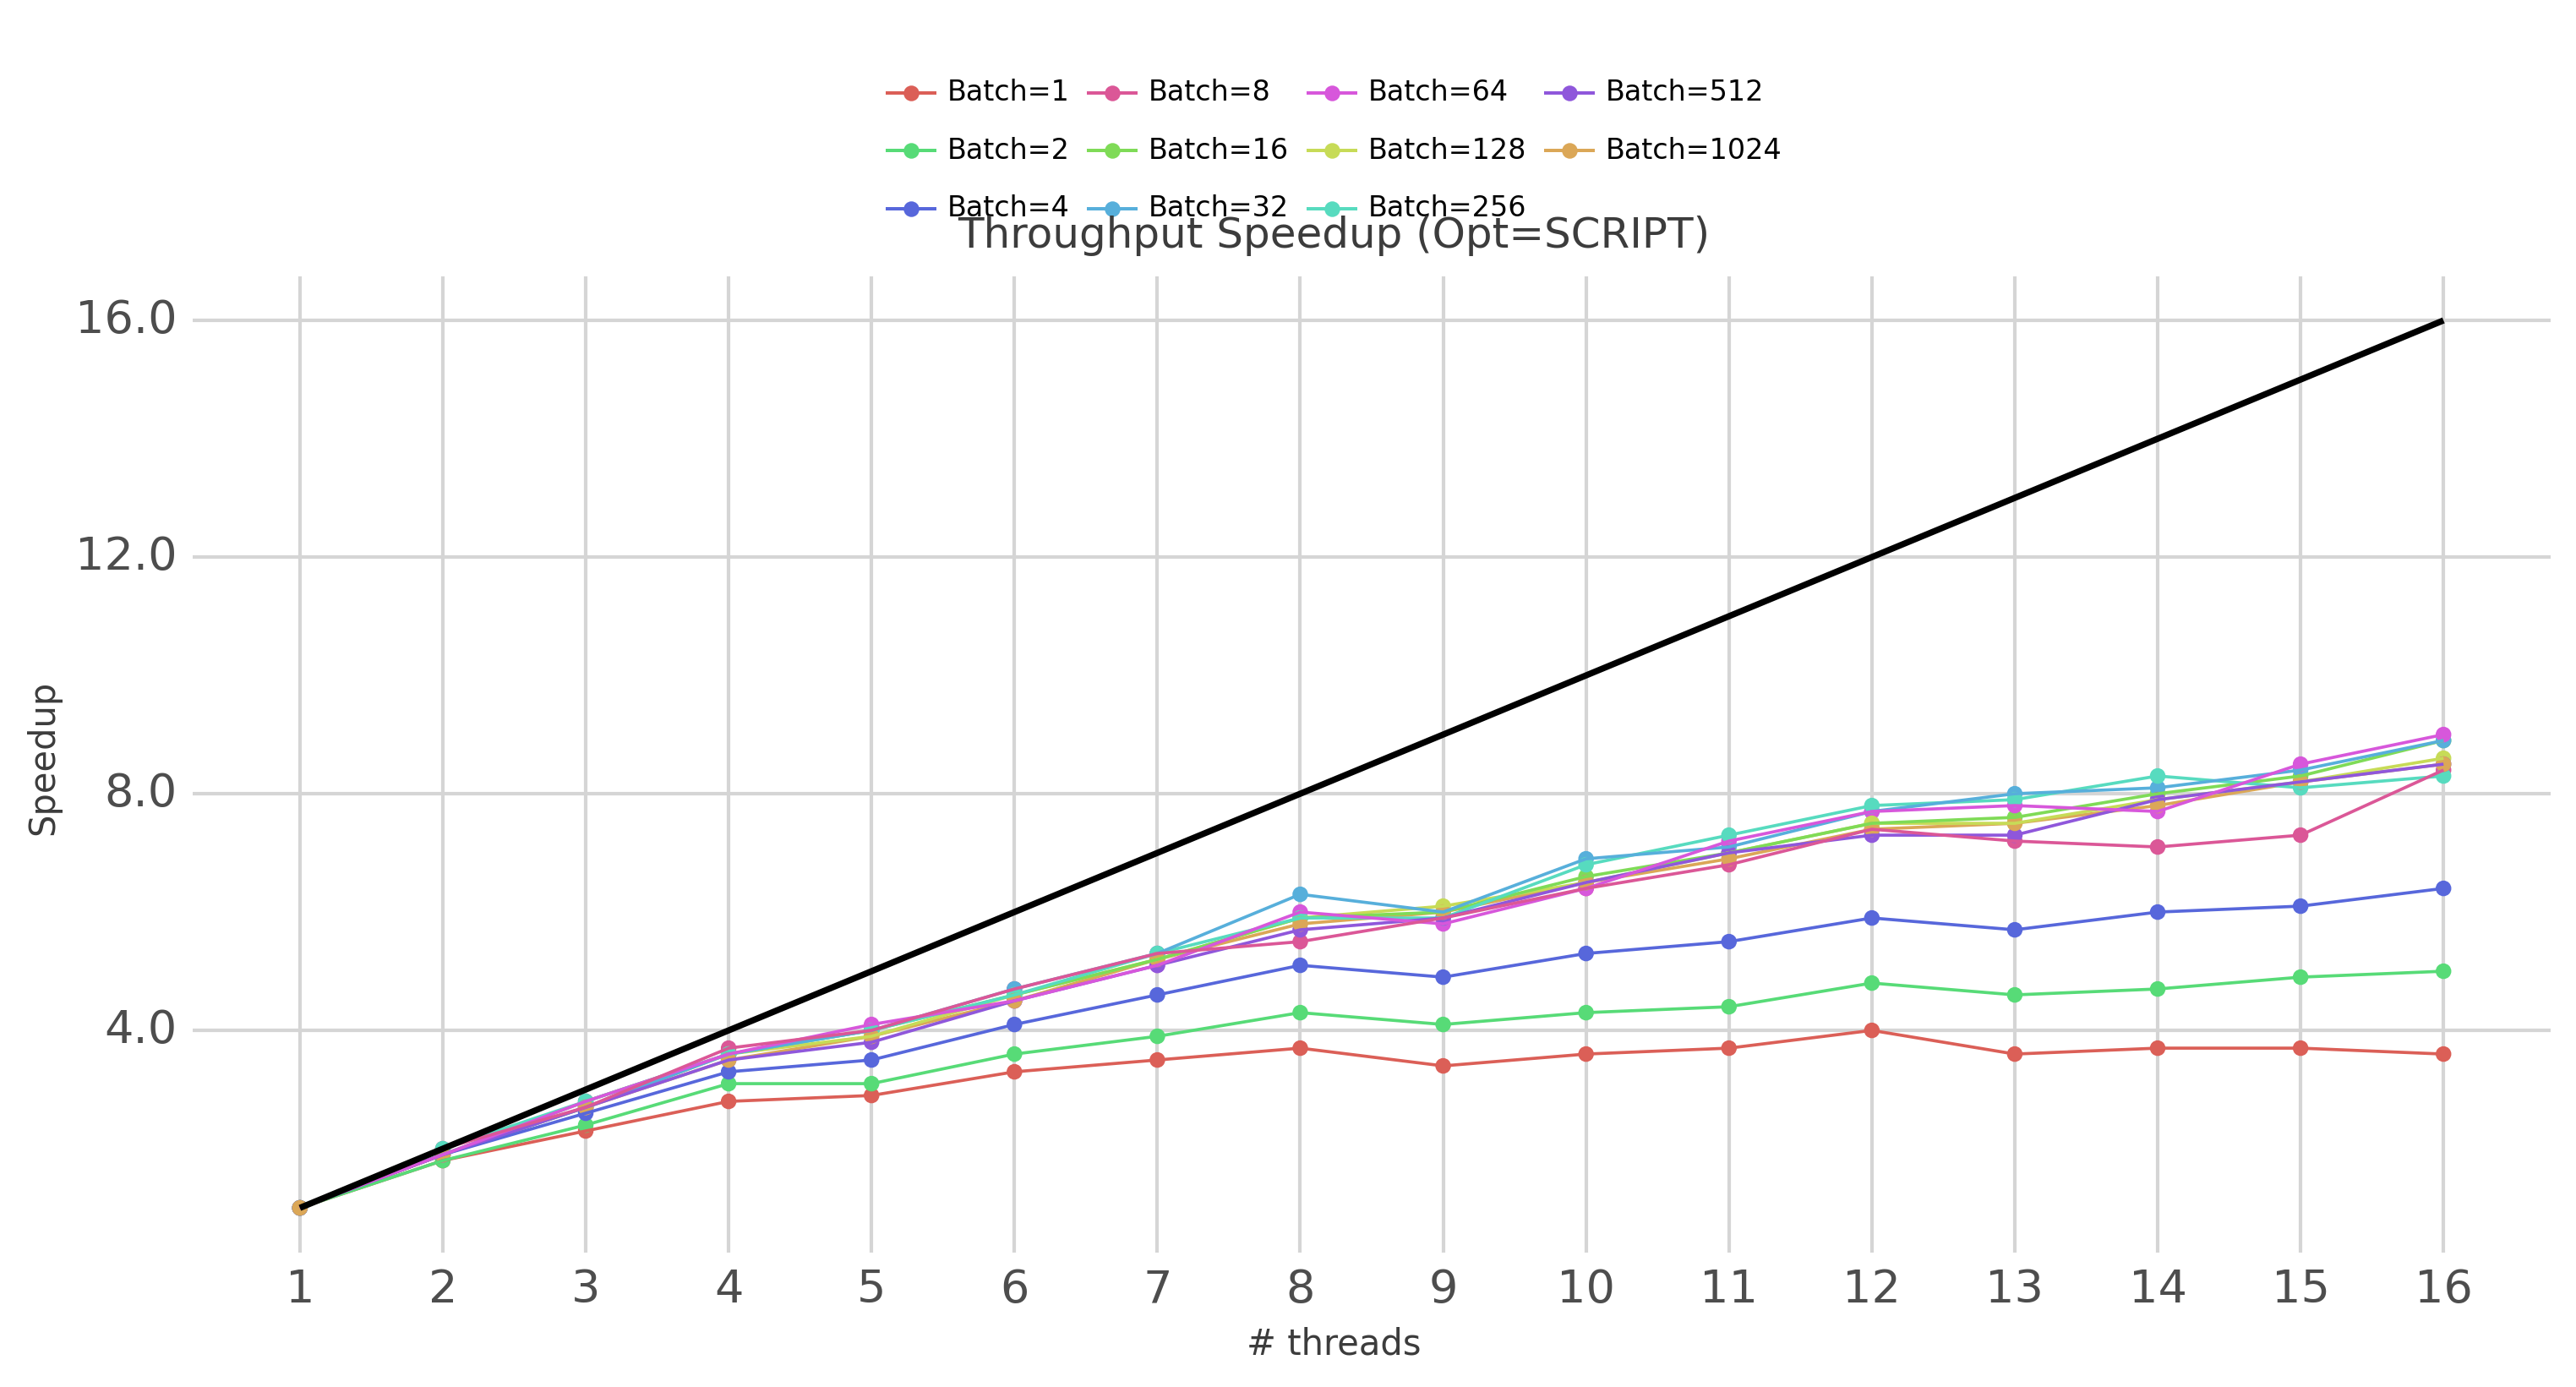 Batch=1 Batch=8 Batch=64 Batch=512
Batch=2 Batch=16 Batch=128 Batch=1024
Batch=4 Batch=32 Batch=256
Throughput Speedup (Opt=SCRIPT)
16.0
12.0
8.0
4.0
Speedup
1 2 3 4 5 6 7 8 9 10 11 12 13 14 15 16
# threads